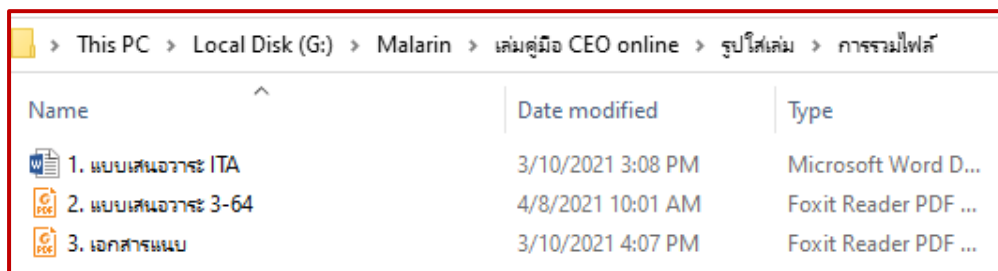 This PC > Local Disk (G:) > Malarin > เล่มคู่มือ CEO online > รูปใส่เล่ม > การรวมไฟล์
Name Date modified Type
1. แบบเสนอวาระ ITA 3/10/2021 3:08 PM Microsoft Word D...
2. แบบเสนอวาระ 3-64 4/8/2021 10:01 AM Foxit Reader PDF ...
3. เอกสารแนบ 3/10/2021 4:07 PM Foxit Reader PDF ...